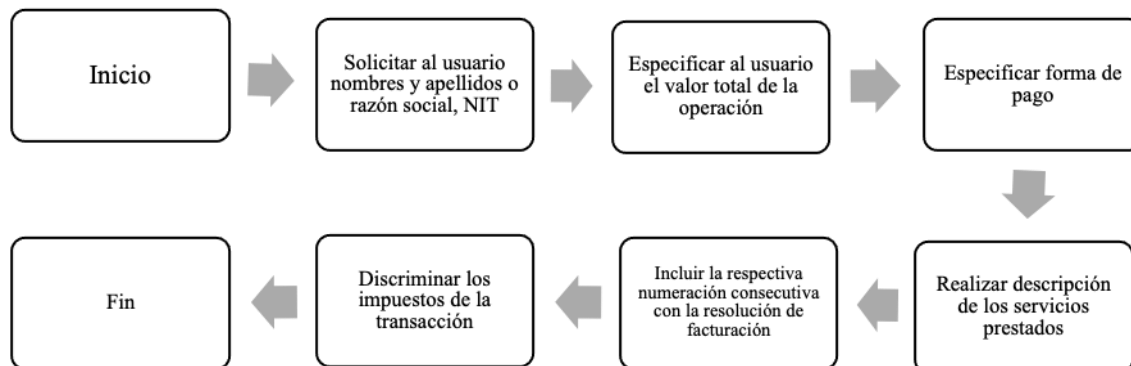 Inicio
Solicitar al usuario
nombres y apellidos o
razón social, NIT
Especificar al usuario
el valor total de la
operación
Especificar forma de
pago
Realizar descripción
de los servicios
prestados
Incluir la respectiva
numeración consecutiva
con la resolución de
facturación
Discriminar los
impuestos de la
transacción
Fin